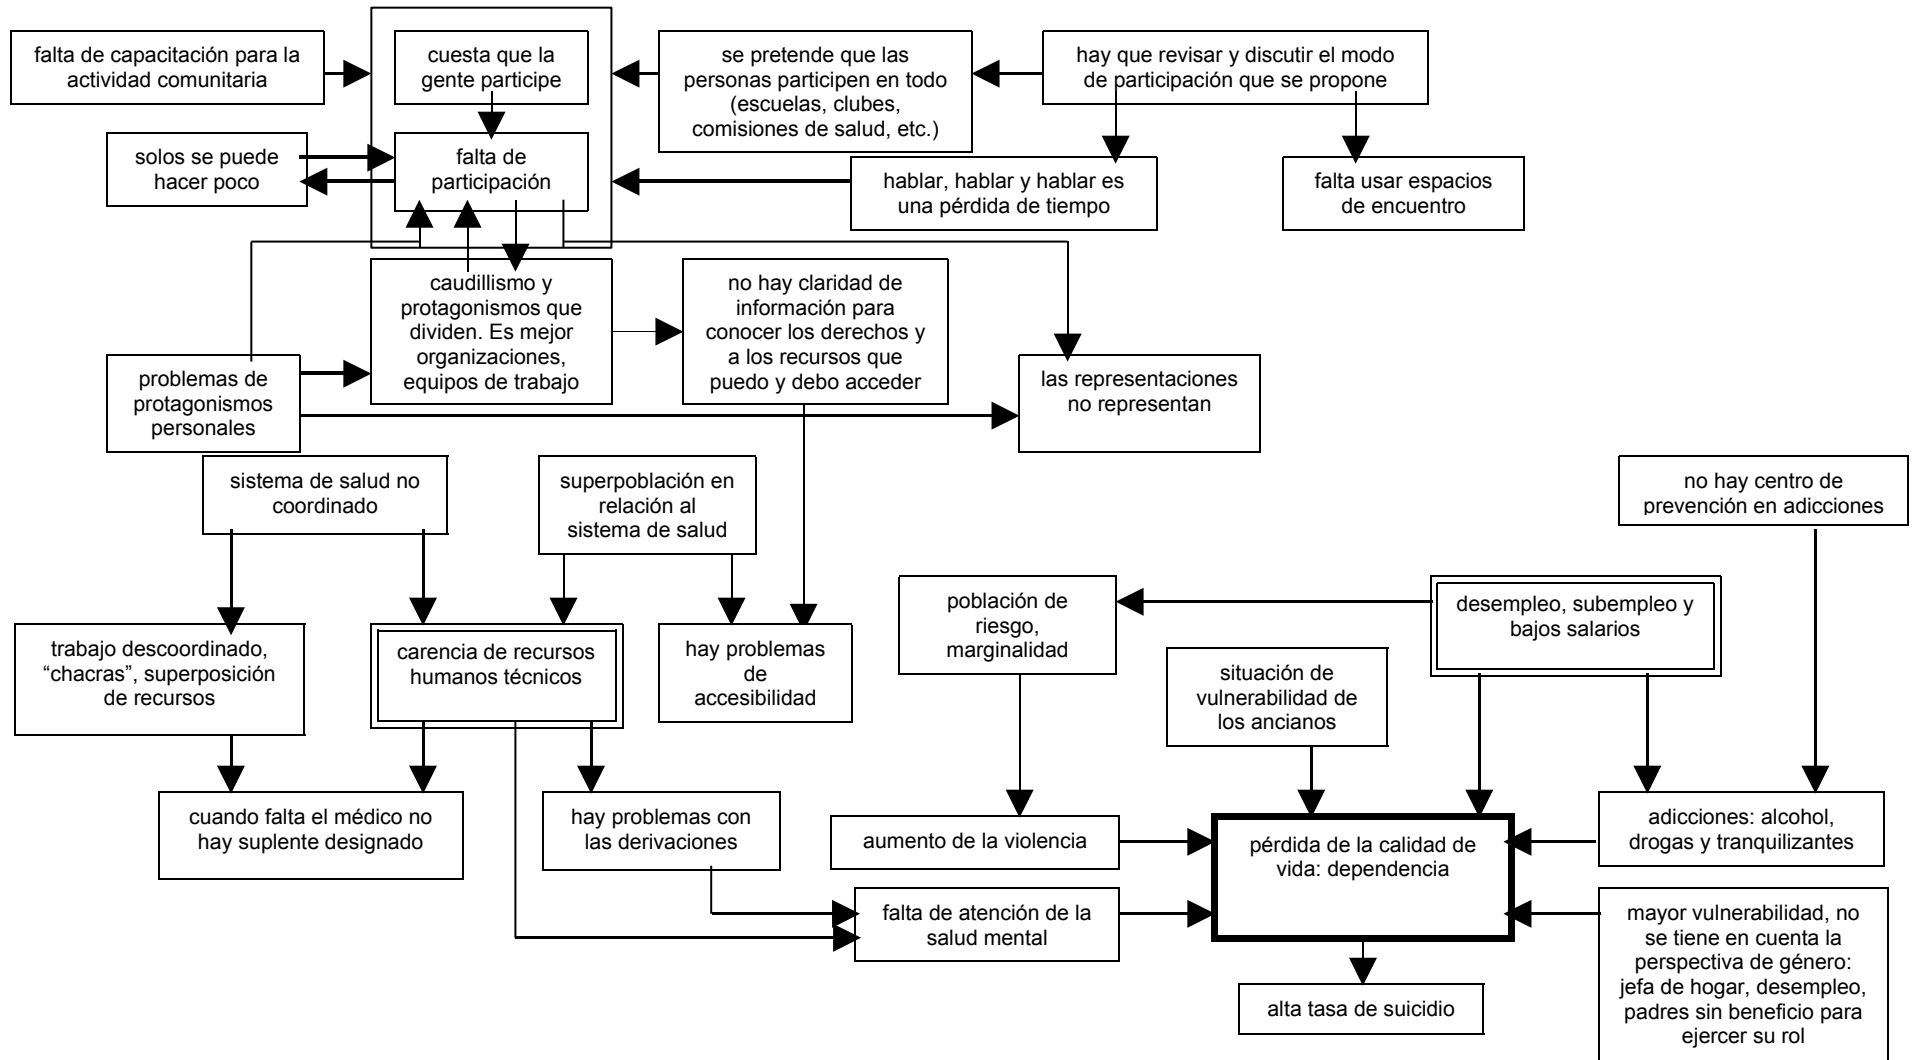 falta de capacitación para la
actividad comunitaria
cuesta que la
gente participe
se pretende que las
personas participen en todo
(escuelas, clubes,
comisiones de salud, etc.)
hay que revisar y discutir el modo
de participación que se propone
solos se puede
hacer poco
falta de
participación
hablar, hablar y hablar es
una pérdida de tiempo
falta usar espacios
de encuentro
caudillismo y
protagonismos que
dividen. Es mejor
organizaciones,
equipos de trabajo
no hay claridad de
información para
conocer los derechos y
a los recursos que
puedo y debo acceder
problemas de
protagonismos
personales
las representaciones
no representan
sistema de salud no
coordinado
superpoblación en
relación al
sistema de salud
no hay centro de
prevención en adicciones
población de
riesgo,
marginalidad
desempleo, subempleo y
bajos salarios
trabajo descoordinado,
“chacras”, superposición
de recursos
carencia de recursos
humanos técnicos
hay problemas
de
accesibilidad
situación de
vulnerabilidad de
los ancianos
cuando falta el médico no
hay suplente designado
hay problemas con
las derivaciones
aumento de la violencia
pérdida de la calidad de
vida: dependencia
adicciones: alcohol,
drogas y tranquilizantes
falta de atención de la
salud mental
mayor vulnerabilidad, no
se tiene en cuenta la
perspectiva de género:
jefa de hogar, desempleo,
padres sin beneficio para
ejercer su rol
alta tasa de suicidio